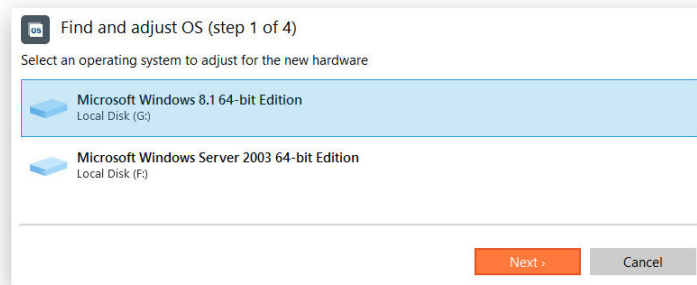 OS
Find and adjust OS (step 1 of 4)
Select an operating system to adjust for the new hardware
Microsoft Windows 8.1 64-bit Edition
Local Disk (G:)
Microsoft Windows Server 2003 64-bit Edition
Local Disk (F:)
Next ›
Cancel